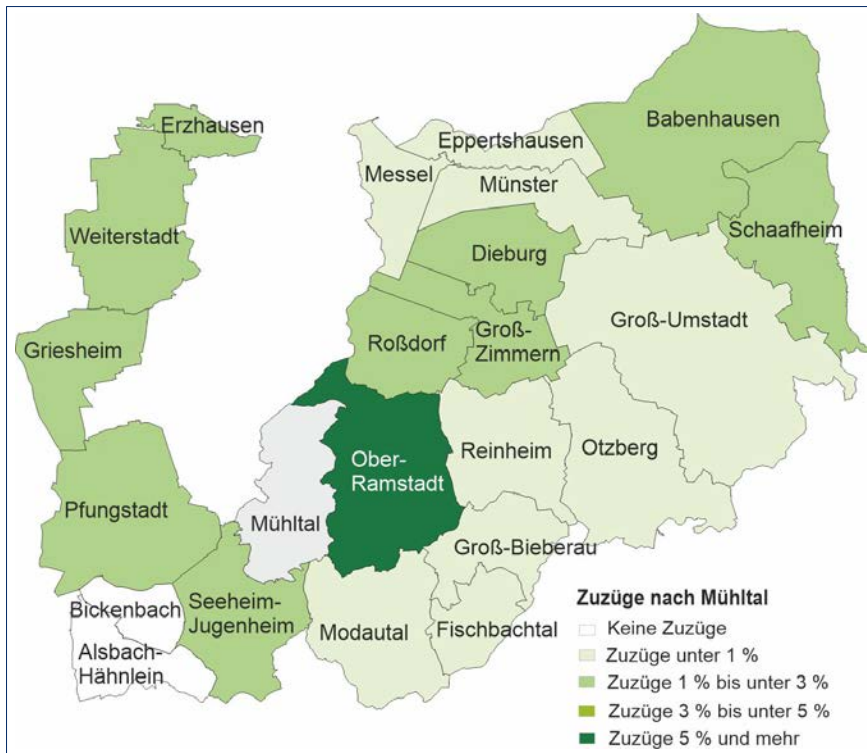 Erzhausen
Babenhausen
Eppertshausen
Messel
Münster
Weiterstadt
Schaafheim
Dieburg
Groß-Umstadt
Griesheim
Roßdorf
Groß-
Zimmern
Ober-
Ramstadt
Reinheim
Otzberg
Pfungstadt
Mühltal
Groß-Bieberau
Bickenbach
Seeheim-
Jugenheim
Modautal
Fischbachtal
Alsbach-
Hähnlein
Zuzüge nach Mühltal
Keine Zuzüge
Zuzüge unter 1 %
Zuzüge 1 % bis unter 3 %
Zuzüge 3 % bis unter 5 %
Zuzüge 5 % und mehr